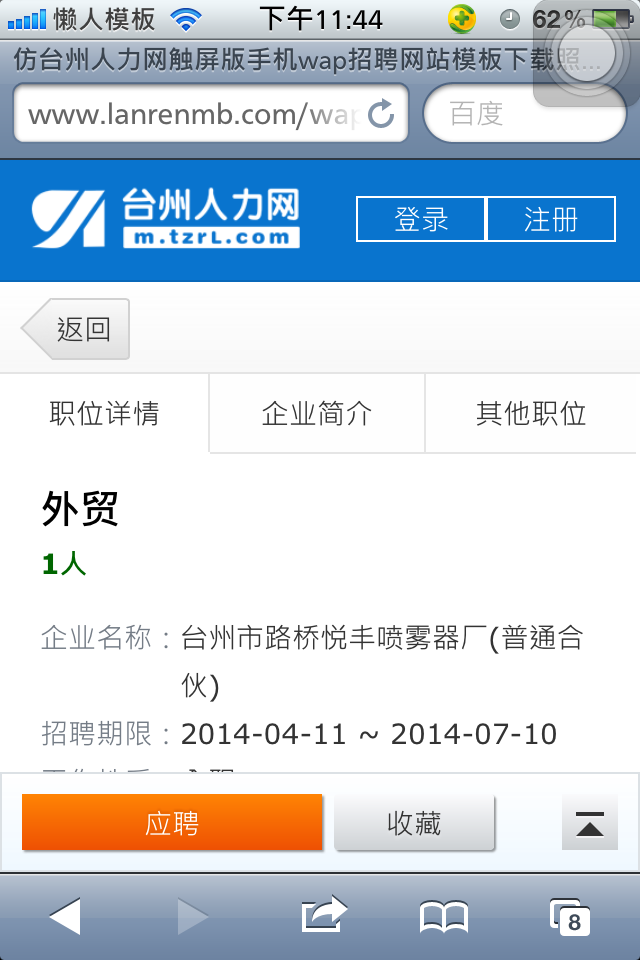 懒人模板 下午11:44 62%
仿台州人力网触屏版手机wap招聘网站模板下载照...
www.lanrenmb.com/wap 百度
台州人力网 登录 注册
m.tzrl.com
返回
职位详情 企业简介 其他职位
外贸
1人
企业名称：台州市路桥悦丰喷雾器厂(普通合
伙)
招聘期限：2014-04-11 ~ 2014-07-10
应聘 收藏
8